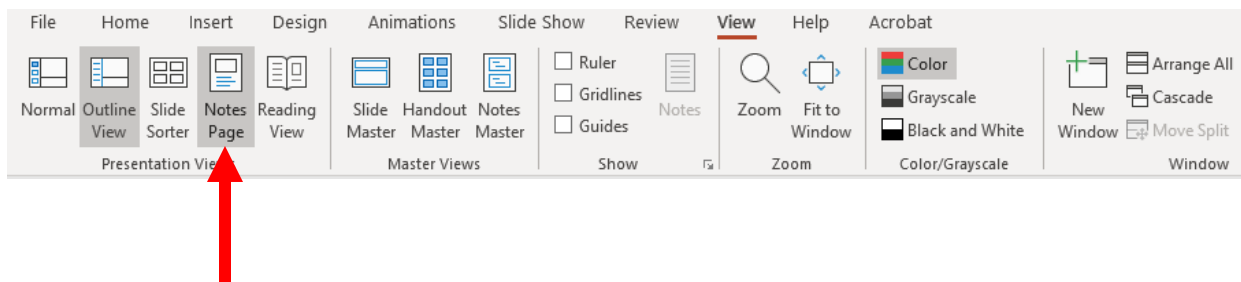 File Home Insert Design Animations Slide Show Review View Help Acrobat
Normal Outline View Slide Sorter Notes Page Reading View
Presentation
Slide Master Handout Master Notes Master
Master Views
Ruler
Gridlines
Guides
Notes
Show
Zoom Fit to Window
Zoom
Color
Grayscale
Black and White
Color/Grayscale
New Window
Arrange All
Cascade
Move Split
Window